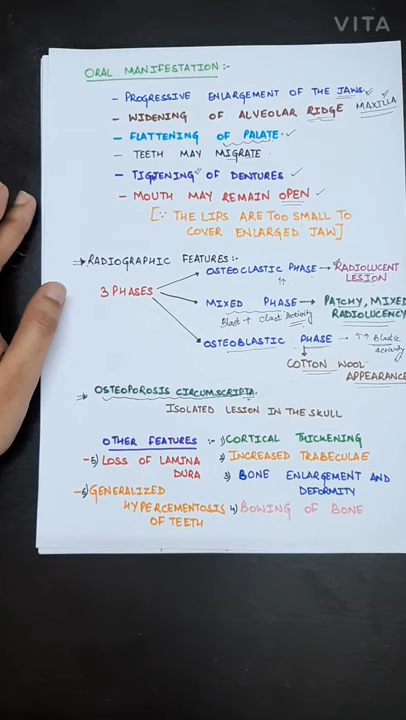 VITA
ORAL MANIFESTATION :-
- PROGRESSIVE ENLARGEMENT OF THE JAWS
- WIDENING OF ALVEOLAR RIDGE MAXILLA
- FLATTENING OF PALATE
- TEETH MAY MIGRATE
- TIGTENING OF DENTURES
- MOUTH MAY REMAIN OPEN
[∵ THE LIPS ARE TOO SMALL TO
COVER ENLARGED JAW]
⇒ RADIOGRAPHIC FEATURES :-
3 PHASES
OSTEOCLASTIC PHASE → RADIOLUCENT
LESION
MIXED PHASE → PATCHY, MIXED
RADIOLUCENCY
Blast + Clast Activity
OSTEOBLASTIC PHASE → ↑↑ Blastic
Activity
COTTON WOOL
APPEARANCE
⇒ OSTEOPOROSIS CIRCUMSCRIPTA
ISOLATED LESION IN THE SKULL
OTHER FEATURES :- 1) CORTICAL THICKENING
2) INCREASED TRABECULAE
3) BONE ENLARGEMENT AND
DEFORMITY
4) BOWING OF BONE
- 5) LOSS OF LAMINA
DURA
- 6) GENERALIZED
HYPERCEMENTOSIS
OF TEETH